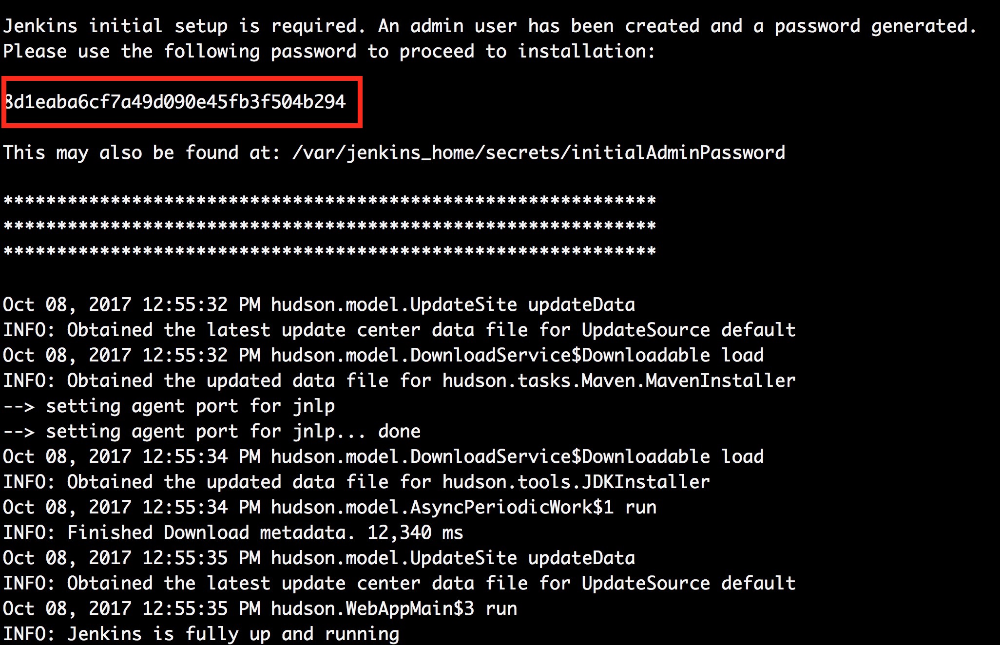 Jenkins initial setup is required. An admin user has been created and a password generated.
Please use the following password to proceed to installation:
8d1eaba6cf7a49d090e45fb3f504b294
This may also be found at: /var/jenkins_home/secrets/initialAdminPassword
*************************************************************
*************************************************************
*************************************************************
Oct 08, 2017 12:55:32 PM hudson.model.UpdateSite updateData
INFO: Obtained the latest update center data file for UpdateSource default
Oct 08, 2017 12:55:32 PM hudson.model.DownloadService$Downloadable load
INFO: Obtained the updated data file for hudson.tasks.Maven.MavenInstaller
--> setting agent port for jnlp
--> setting agent port for jnlp... done
Oct 08, 2017 12:55:34 PM hudson.model.DownloadService$Downloadable load
INFO: Obtained the updated data file for hudson.tools.JDKInstaller
Oct 08, 2017 12:55:34 PM hudson.model.AsyncPeriodicWork$1 run
INFO: Finished Download metadata. 12,340 ms
Oct 08, 2017 12:55:35 PM hudson.model.UpdateSite updateData
INFO: Obtained the latest update center data file for UpdateSource default
Oct 08, 2017 12:55:35 PM hudson.WebAppMain$3 run
INFO: Jenkins is fully up and running